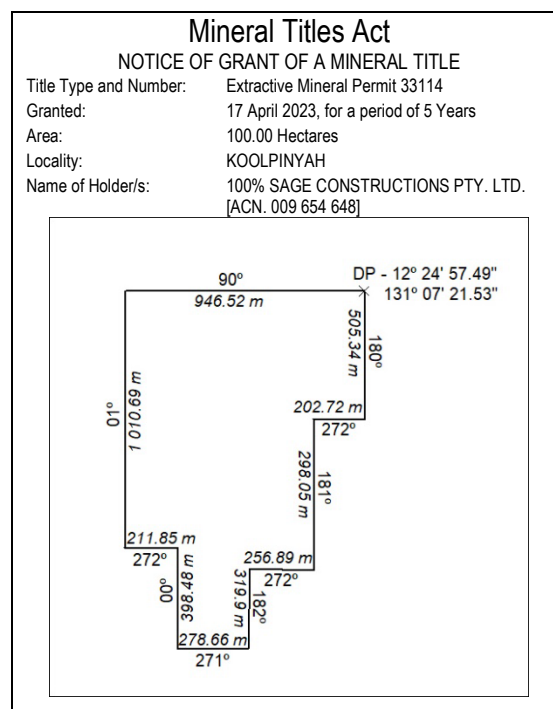 Mineral Titles Act
NOTICE OF GRANT OF A MINERAL TITLE
Title Type and Number: Extractive Mineral Permit 33114
Granted: 17 April 2023, for a period of 5 Years
Area: 100.00 Hectares
Locality: KOOLPINYAH
Name of Holder/s: 100% SAGE CONSTRUCTIONS PTY. LTD.
[ACN. 009 654 648]
DP - 12º 24' 57.49"
131º 07' 21.53"
90º
946.52 m
505.34 m
180º
202.72 m
272º
298.05 m
181º
256.89 m
272º
319.9 m
182º
278.66 m
271º
398.48 m
00º
211.85 m
272º
1 010.69 m
01º